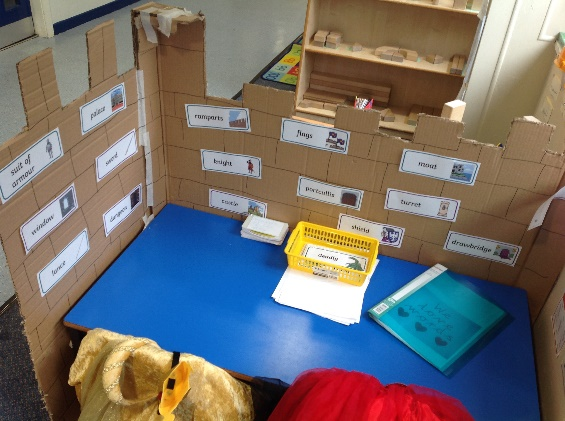 suit of
armour
palace
sword
window
dungeon
lance
ramparts
flags
knight
castle
portcullis
shield
moat
turret
drawbridge